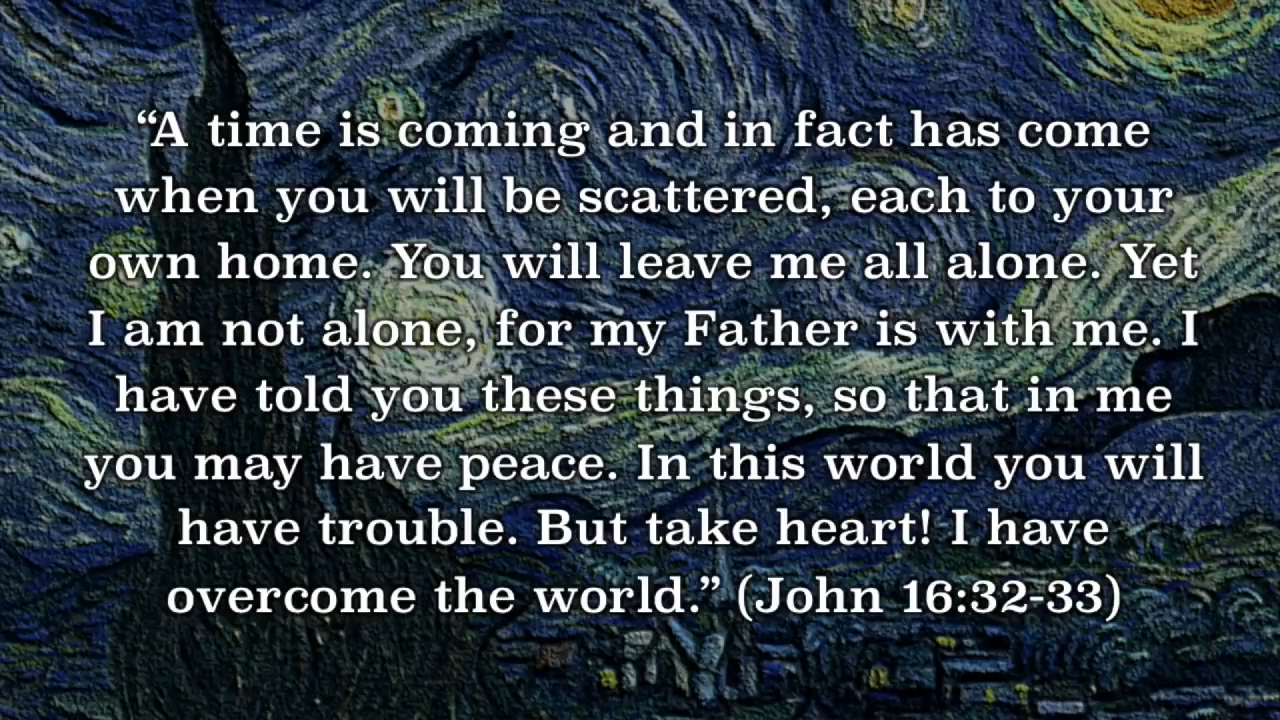 “A time is coming and in fact has come
when you will be scattered, each to your
own home. You will leave me all alone. Yet
I am not alone, for my Father is with me. I
have told you these things, so that in me
you may have peace. In this world you will
have trouble. But take heart! I have
overcome the world.” (John 16:32-33)